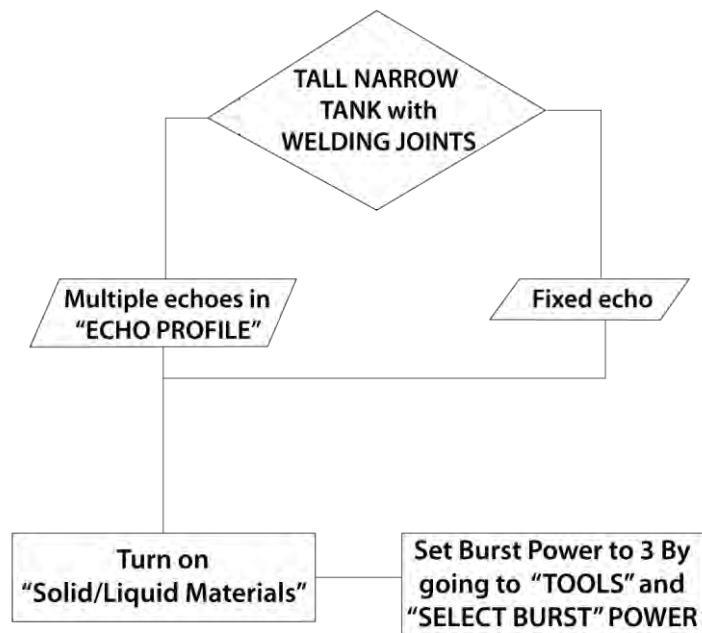 TALL NARROW
TANK with
WELDING JOINTS
Multiple echoes in
“ECHO PROFILE”
Fixed echo
Turn on
“Solid/Liquid Materials”
Set Burst Power to 3 By
going to “TOOLS” and
“SELECT BURST” POWER